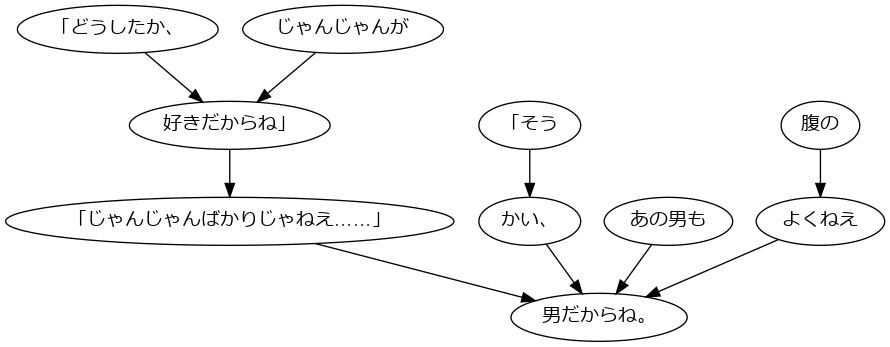 「どうしたか、
じゃんじゃんが
好きだからね」
「そう
腹の
「じゃんじゃんばかりじゃねえ……」
かい、
あの男も
よくねえ
男だからね。